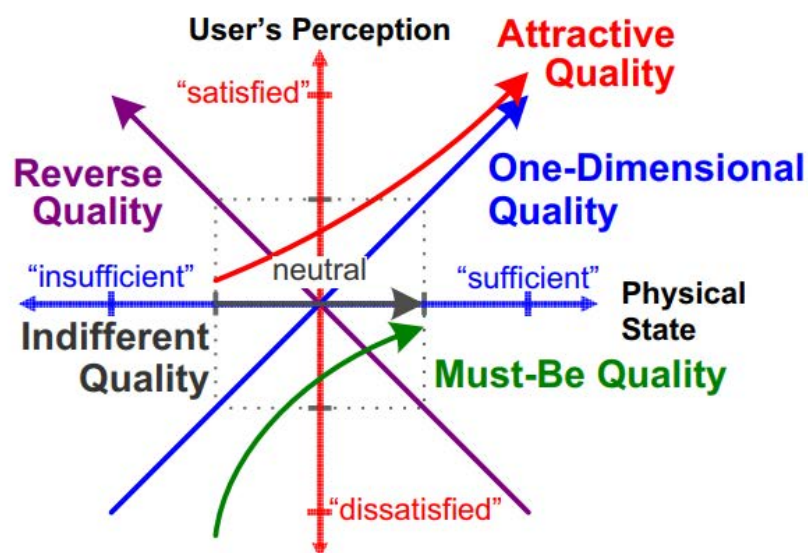 User’s Perception
Attractive
Quality
“satisfied”
Reverse
Quality
One-Dimensional
Quality
neutral
“insufficient”
“sufficient”
Physical
State
Indifferent
Quality
Must-Be Quality
“dissatisfied”